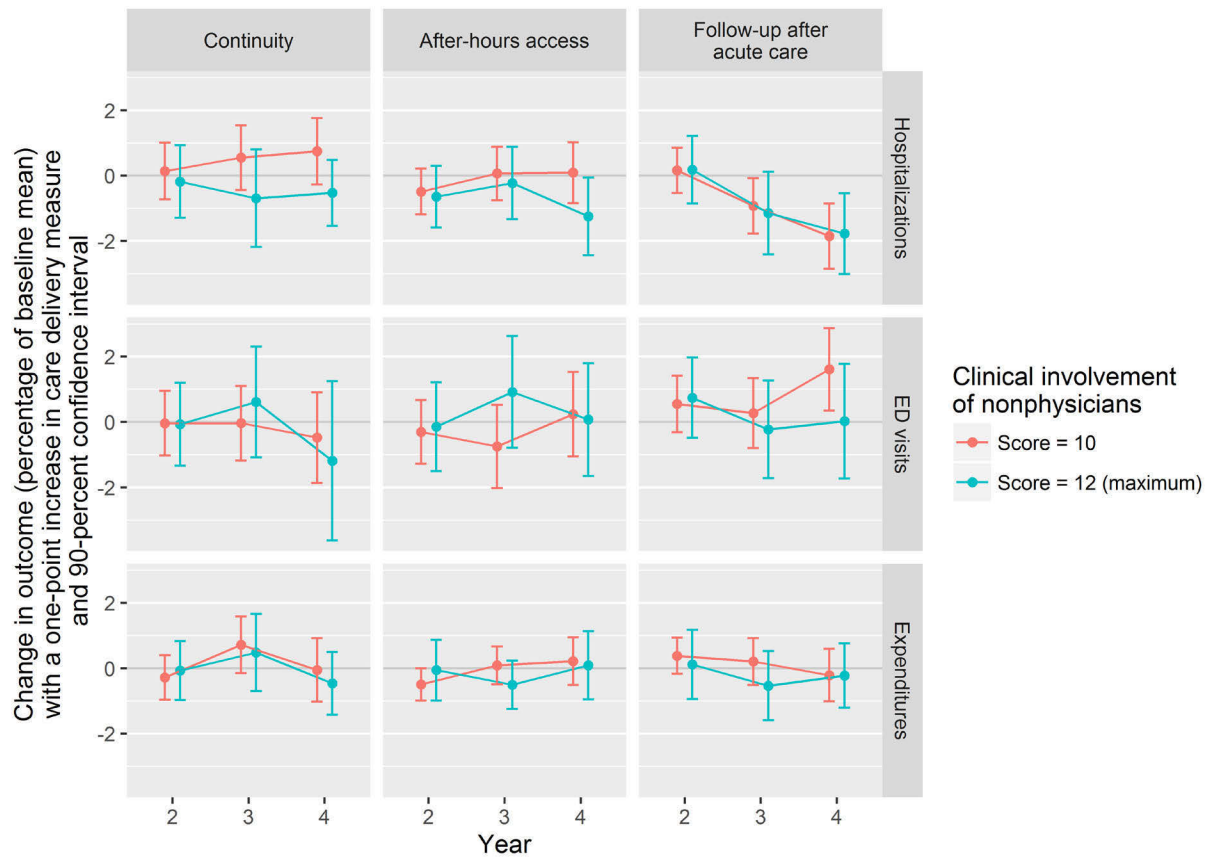 Continuity
After-hours access
Follow-up after
acute care
Change in outcome (percentage of baseline mean)
with a one-point increase in care delivery measure
and 90-percent confidence interval
2
0
-2
Hospitalizations
2
0
-2
ED visits
2
0
-2
Expenditures
2
3
4
2
3
4
2
3
4
Year
Clinical involvement
of nonphysicians
Score = 10
Score = 12 (maximum)